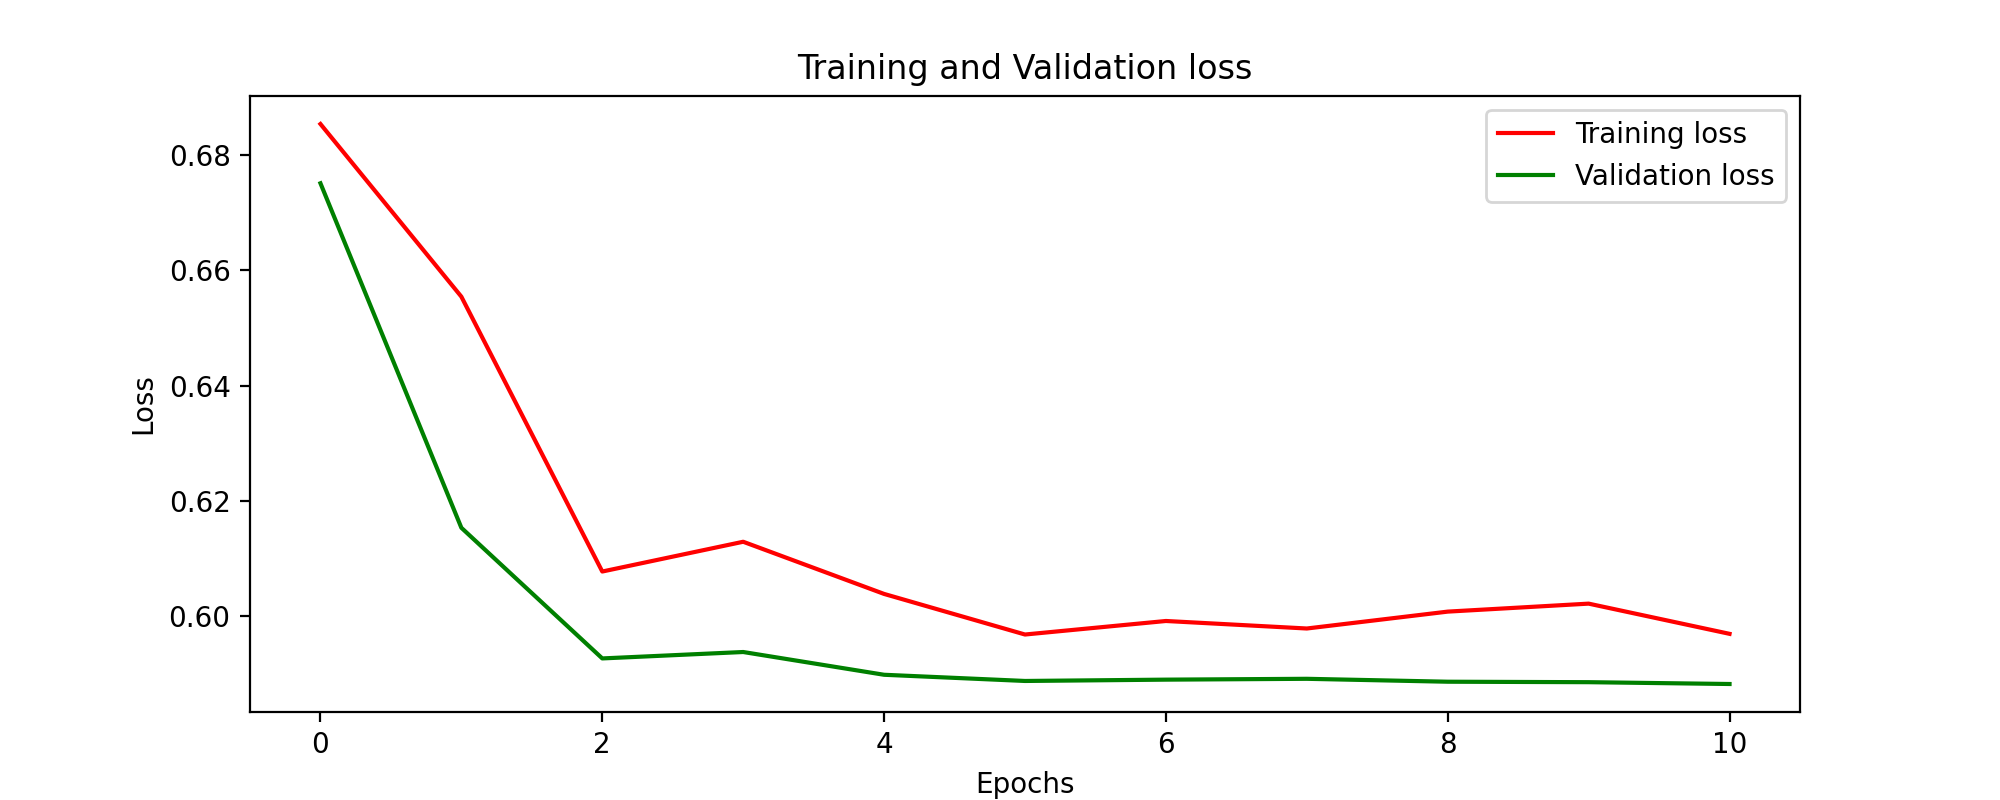 Training and Validation loss
Training loss
Validation loss
0.68
0.66
0.64
0.62
0.60
Loss
0 2 4 6 8 10
Epochs